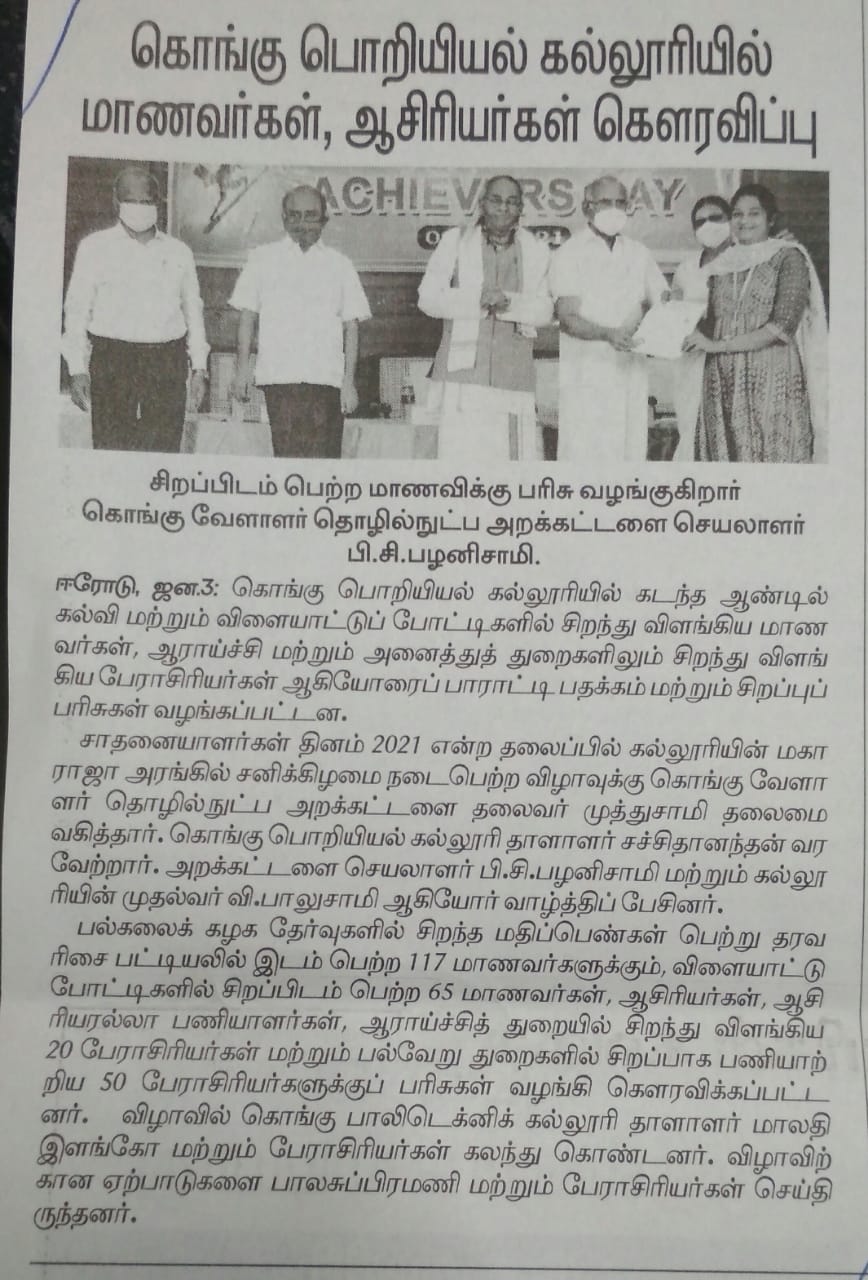 கொங்கு பொறியியல் கல்லூரியில்
மாணவர்கள், ஆசிரியர்கள் கௌரவிப்பு
ACHIEVERS DAY
சிறப்பிடம் பெற்ற மாணவிக்கு பரிசு வழங்குகிறார்
கொங்கு வேளாளர் தொழில்நுட்ப அறக்கட்டளை செயலாளர்
பி.சி.பழனிசாமி.
ஈரோடு, ஜன.3: கொங்கு பொறியியல் கல்லூரியில் கடந்த ஆண்டில்
கல்வி மற்றும் விளையாட்டுப் போட்டிகளில் சிறந்து விளங்கிய மாண
வர்கள், ஆராய்ச்சி மற்றும் அனைத்துத் துறைகளிலும் சிறந்து விளங்
கிய பேராசிரியர்கள் ஆகியோரைப் பாராட்டி பதக்கம் மற்றும் சிறப்புப்
பரிசுகள் வழங்கப்பட்டன.
சாதனையாளர்கள் தினம் 2021 என்ற தலைப்பில் கல்லூரியின் மகா
ராஜா அரங்கில் சனிக்கிழமை நடைபெற்ற விழாவுக்கு கொங்கு வேளா
ளர் தொழில்நுட்ப அறக்கட்டளை தலைவர் முத்துசாமி தலைமை
வகித்தார். கொங்கு பொறியியல் கல்லூரி தாளாளர் சச்சிதானந்தன் வர
வேற்றார். அறக்கட்டளை செயலாளர் பி.சி.பழனிசாமி மற்றும் கல்லூ
ரியின் முதல்வர் வி.பாலுசாமி ஆகியோர் வாழ்த்திப் பேசினர்.
பல்கலைக் கழக தேர்வுகளில் சிறந்த மதிப்பெண்கள் பெற்று தரவ
ரிசை பட்டியலில் இடம் பெற்ற 117 மாணவர்களுக்கும், விளையாட்டு
போட்டிகளில் சிறப்பிடம் பெற்ற 65 மாணவர்கள், ஆசிரியர்கள், ஆசி
ரியரல்லா பணியாளர்கள், ஆராய்ச்சித் துறையில் சிறந்து விளங்கிய
20 பேராசிரியர்கள் மற்றும் பல்வேறு துறைகளில் சிறப்பாக பணியாற்
றிய 50 பேராசிரியர்களுக்குப் பரிசுகள் வழங்கி கௌரவிக்கப்பட்ட
னர். விழாவில் கொங்கு பாலிடெக்னிக் கல்லூரி தாளாளர் மாலதி
இளங்கோ மற்றும் பேராசிரியர்கள் கலந்து கொண்டனர். விழாவிற்
கான ஏற்பாடுகளை பாலசுப்பிரமணி மற்றும் பேராசிரியர்கள் செய்தி
ருந்தனர்.